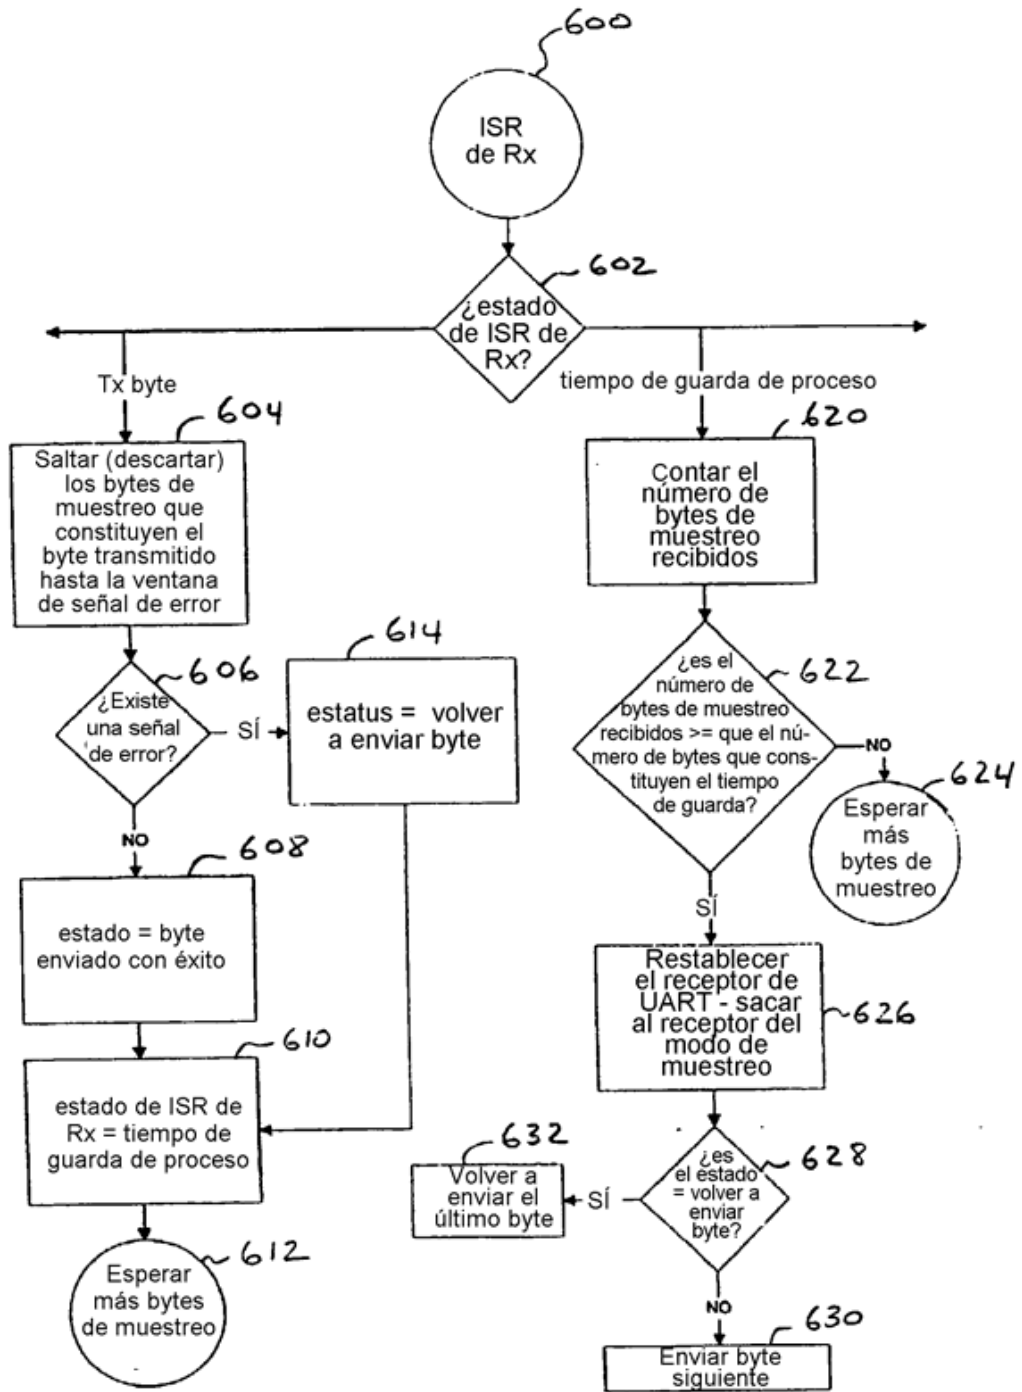 600
ISR
de Rx
602
¿estado
de ISR de
Rx?
Tx byte
604
Saltar (descartar)
los bytes de
muestreo que
constituyen el
byte transmitido
hasta la ventana
de señal de error
606
¿Existe
una señal
de error?
SÍ
614
estatus = volver
a enviar byte
NO
608
estado = byte
enviado con éxito
610
estado de ISR de
Rx = tiempo de
guarda de proceso
612
Esperar
más bytes
de muestreo
tiempo de guarda de proceso
620
Contar el
número de
bytes de
muestreo
recibidos
622
¿es el
número de
bytes de muestreo
recibidos >= que el nú-
mero de bytes que cons-
tituyen el tiempo
de guarda?
NO
624
Esperar
más
bytes de
muestreo
SÍ
Restablecer
el receptor de
UART - sacar
al receptor del
modo de
muestreo
626
628
¿es
el estado
= volver a
enviar
byte?
SÍ
632
Volver a
enviar el
último byte
NO
630
Enviar byte
siguiente